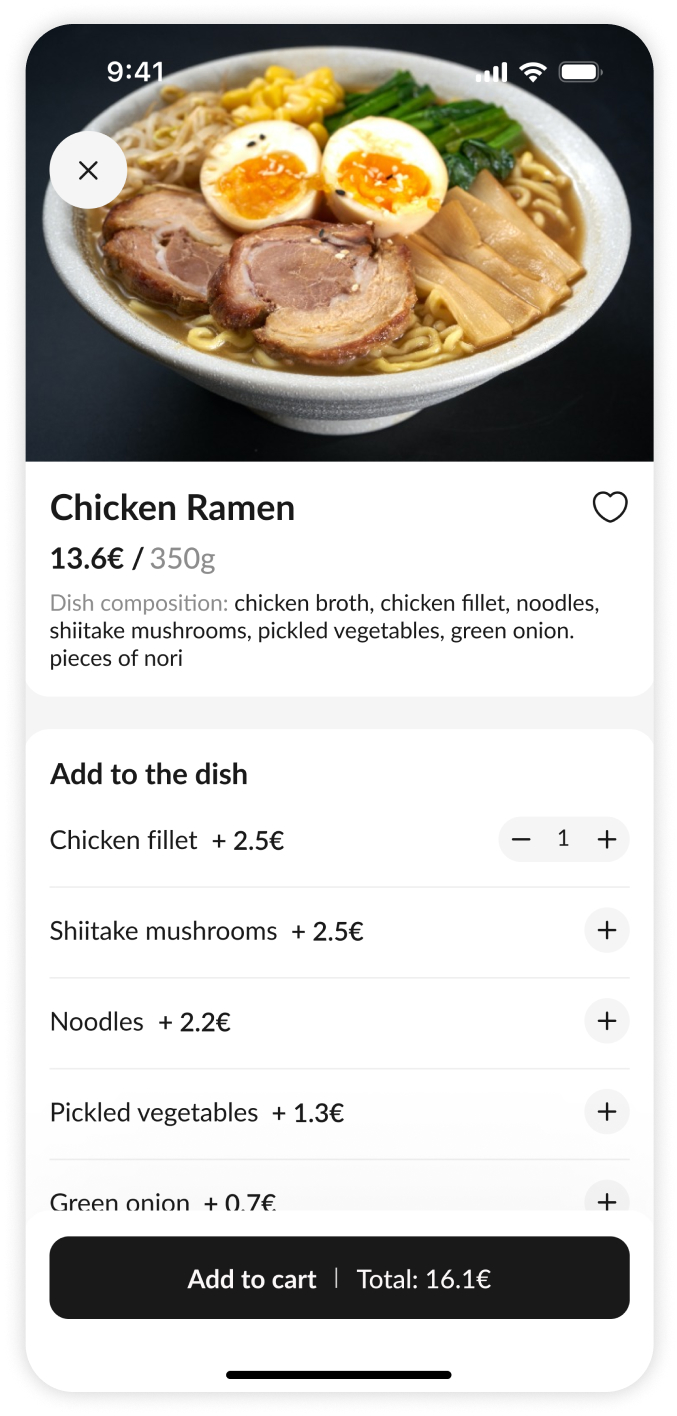 9:41
Chicken Ramen
13.6€ / 350g
Dish composition: chicken broth, chicken fillet, noodles,
shiitake mushrooms, pickled vegetables, green onion.
pieces of nori
Add to the dish
Chicken fillet + 2.5€
− 1 +
Shiitake mushrooms + 2.5€ +
Noodles + 2.2€ +
Pickled vegetables + 1.3€ +
Green onion + 0.7€ +
Add to cart | Total: 16.1€